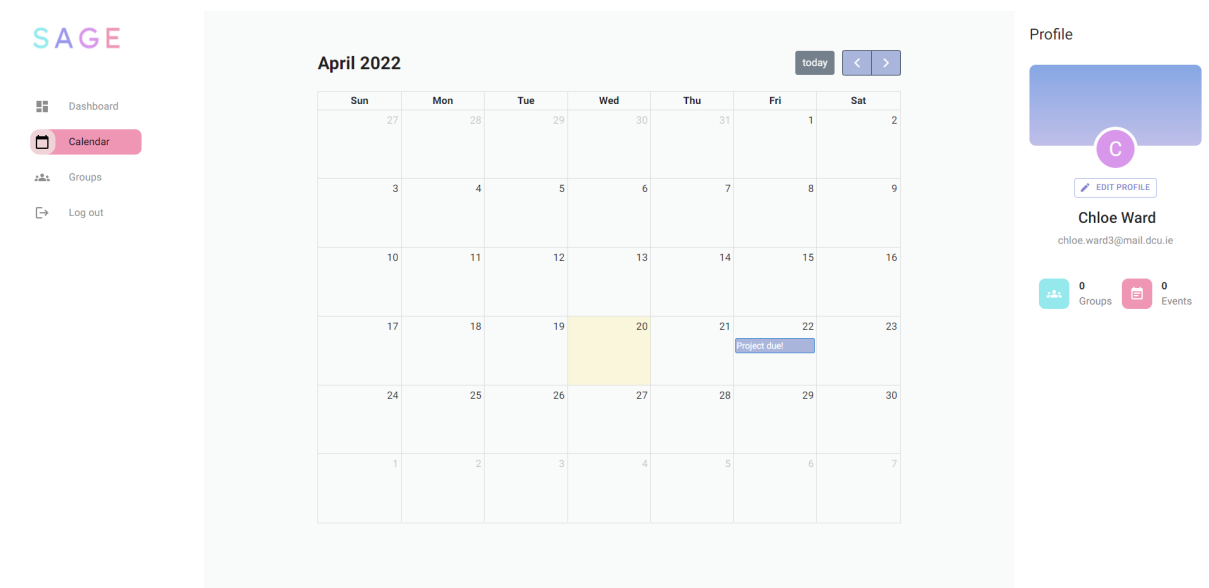 SAGE
Dashboard
Calendar
Groups
Log out
April 2022
today
Sun Mon Tue Wed Thu Fri Sat
27 28 29 30 31 1 2
3 4 5 6 7 8 9
10 11 12 13 14 15 16
17 18 19 20 21 22 23
Project due!
24 25 26 27 28 29 30
1 2 3 4 5 6 7
Profile
C
EDIT PROFILE
Chloe Ward
chloe.ward3@mail.dcu.ie
0
Groups
0
Events